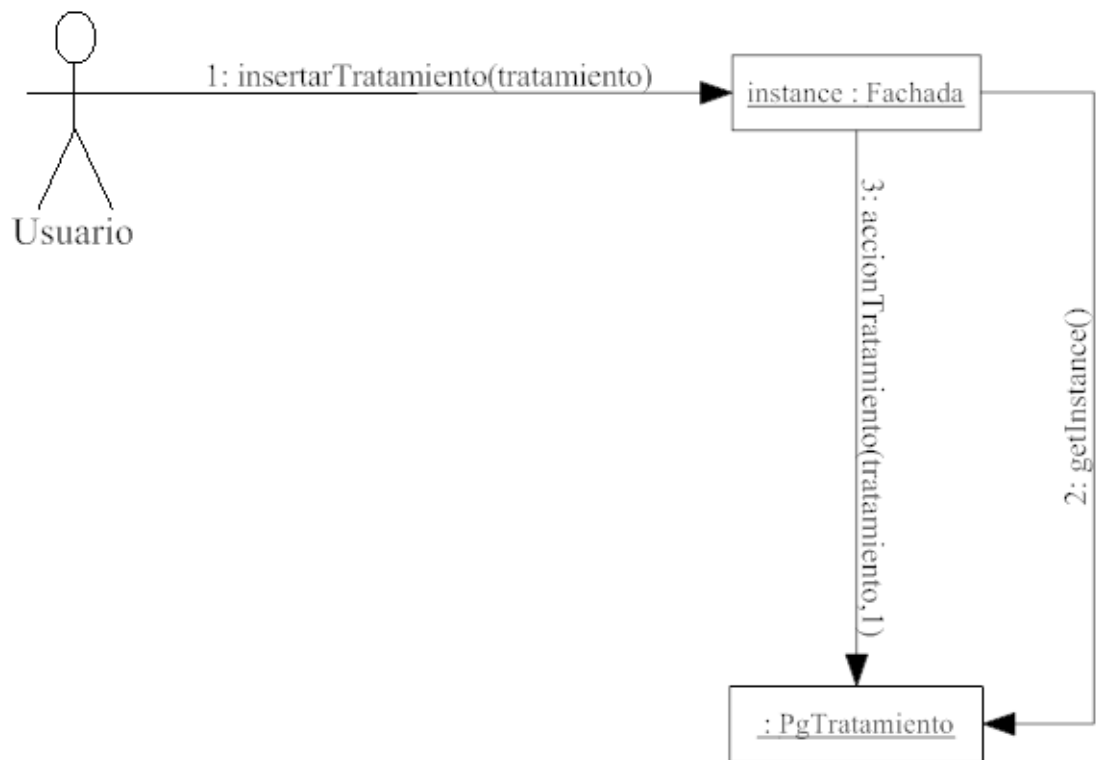 1: insertarTratamiento(tratamiento)
instance : Fachada
Usuario
3: accionTratamiento(tratamiento,1)
2: getInstance()
: PgTratamiento